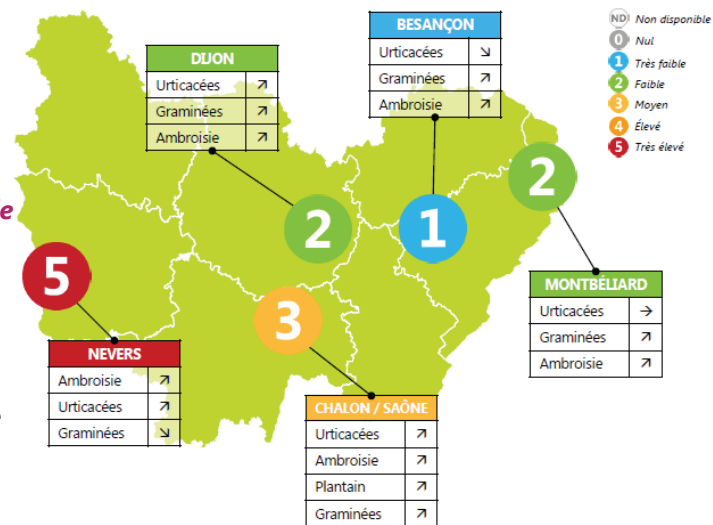 BESANÇON
Urticacées ↘
Graminées ↗
Ambroisie ↗
ND Non disponible
0 Nul
1 Très faible
2 Faible
3 Moyen
4 Élevé
5 Très élevé
DIJON
Urticacées ↗
Graminées ↗
Ambroisie ↗
e
2
1
2
5
3
MONTBÉLIARD
Urticacées →
Graminées ↗
Ambroisie ↗
NEVERS
Ambroisie ↗
Urticacées ↗
Graminées ↘
CHALON / SAÔNE
Urticacées ↗
Ambroisie ↗
Plantain ↗
Graminées ↗